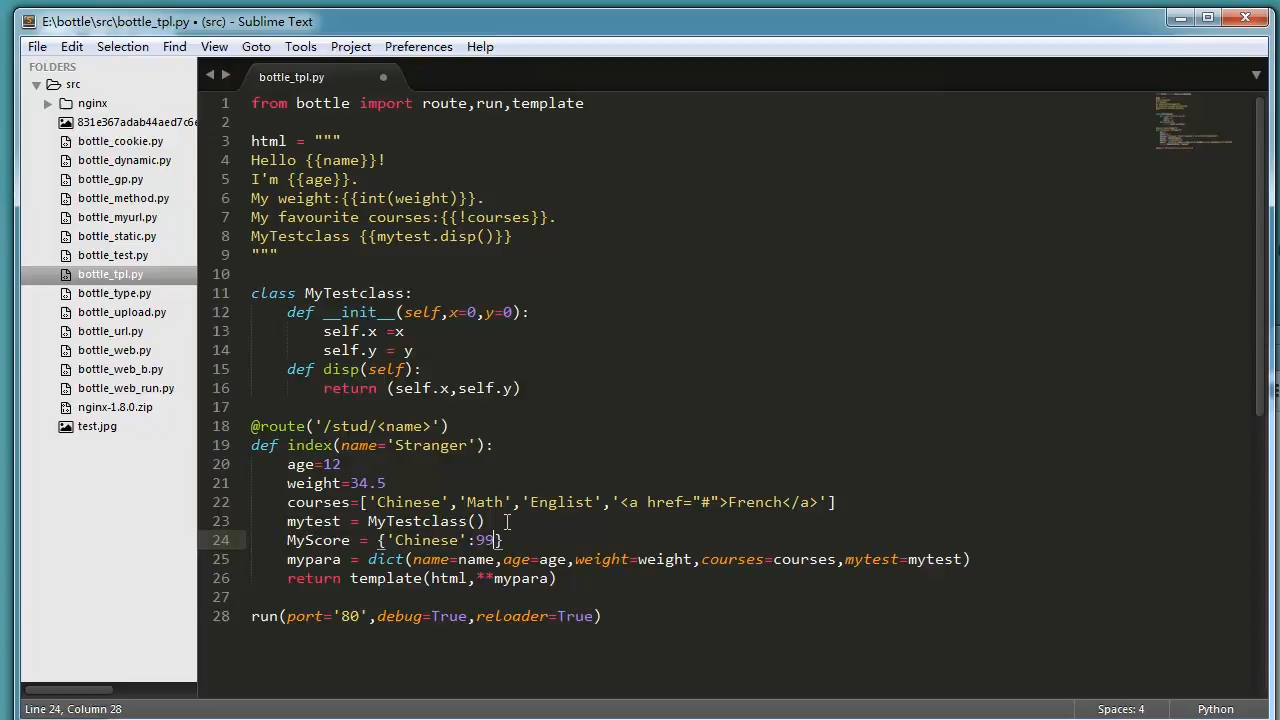 E:\bottle\src\bottle_tpl.py • (src) - Sublime Text
File Edit Selection Find View Goto Tools Project Preferences Help
FOLDERS
src
nginx
831e367adab44aed7c6e
bottle_cookie.py
bottle_dynamic.py
bottle_gp.py
bottle_method.py
bottle_myurl.py
bottle_static.py
bottle_test.py
bottle_tpl.py
bottle_type.py
bottle_upload.py
bottle_url.py
bottle_web.py
bottle_web_b.py
bottle_web_run.py
nginx-1.8.0.zip
test.jpg
bottle_tpl.py
1 from bottle import route,run,template
2
3 html = """
4 Hello {{name}}!
5 I'm {{age}}.
6 My weight:{{int(weight)}}.
7 My favourite courses:{{!courses}}.
8 MyTestclass {{mytest.disp()}}
9 """
10
11 class MyTestclass:
12     def __init__(self,x=0,y=0):
13         self.x =x
14         self.y = y
15     def disp(self):
16         return (self.x,self.y)
17
18 @route('/stud/<name>')
19 def index(name='Stranger'):
20     age=12
21     weight=34.5
22     courses=['Chinese','Math','Englist','<a href="#">French</a>']
23     mytest = MyTestclass()
24     MyScore = {'Chinese':99}
25     mypara = dict(name=name,age=age,weight=weight,courses=courses,mytest=mytest)
26     return template(html,**mypara)
27
28 run(port='80',debug=True,reloader=True)
Line 24, Column 28 Spaces: 4 Python